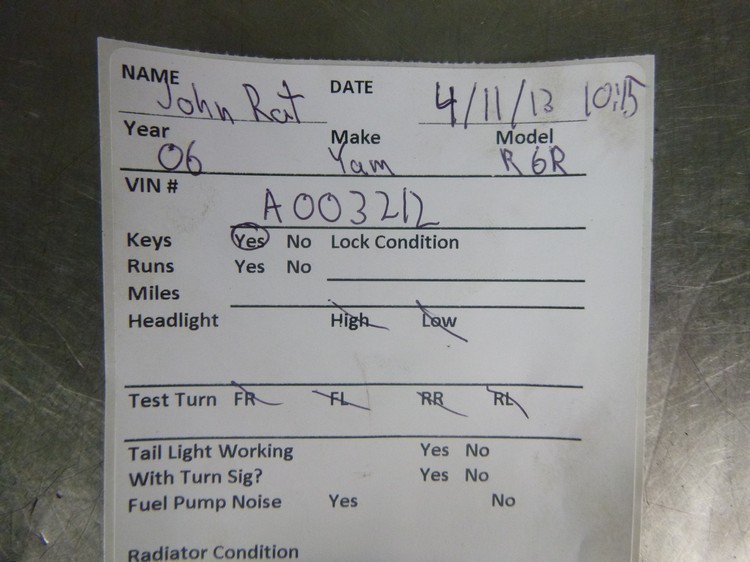 NAME John Rat DATE 4/11/13 10:15
Year Make Model
06 Yam R6R
VIN # A003212
Keys Yes No Lock Condition
Runs Yes No
Miles
Headlight High Low
Test Turn FR FL RR RL
Tail Light Working Yes No
With Turn Sig? Yes No
Fuel Pump Noise Yes No
Radiator Condition